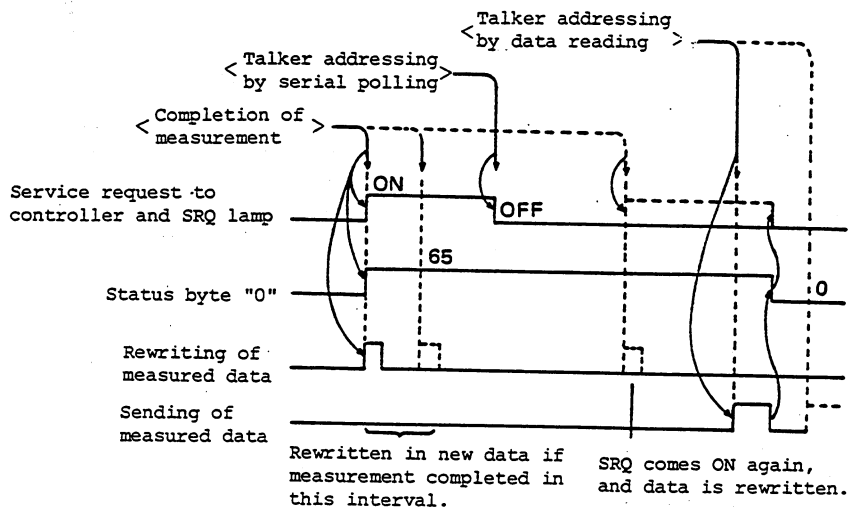 < Talker addressing
by data reading >
< Talker addressing
by serial polling >
< Completion of
measurement >
Service request to
controller and SRQ lamp
ON
OFF
Status byte "0"
65
0
Rewriting of
measured data
Sending of
measured data
Rewritten in new data if
measurement completed in
this interval.
SRQ comes ON again,
and data is rewritten.